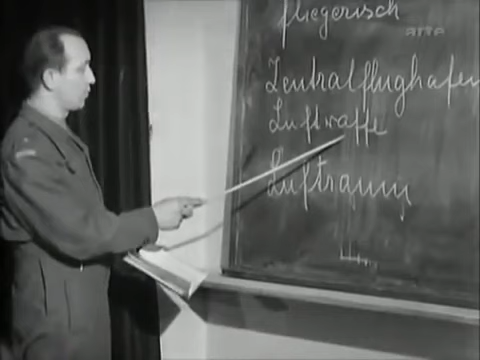 fliegerisch
arte
Zentralflughafen
Luftwaffe
Luftraum